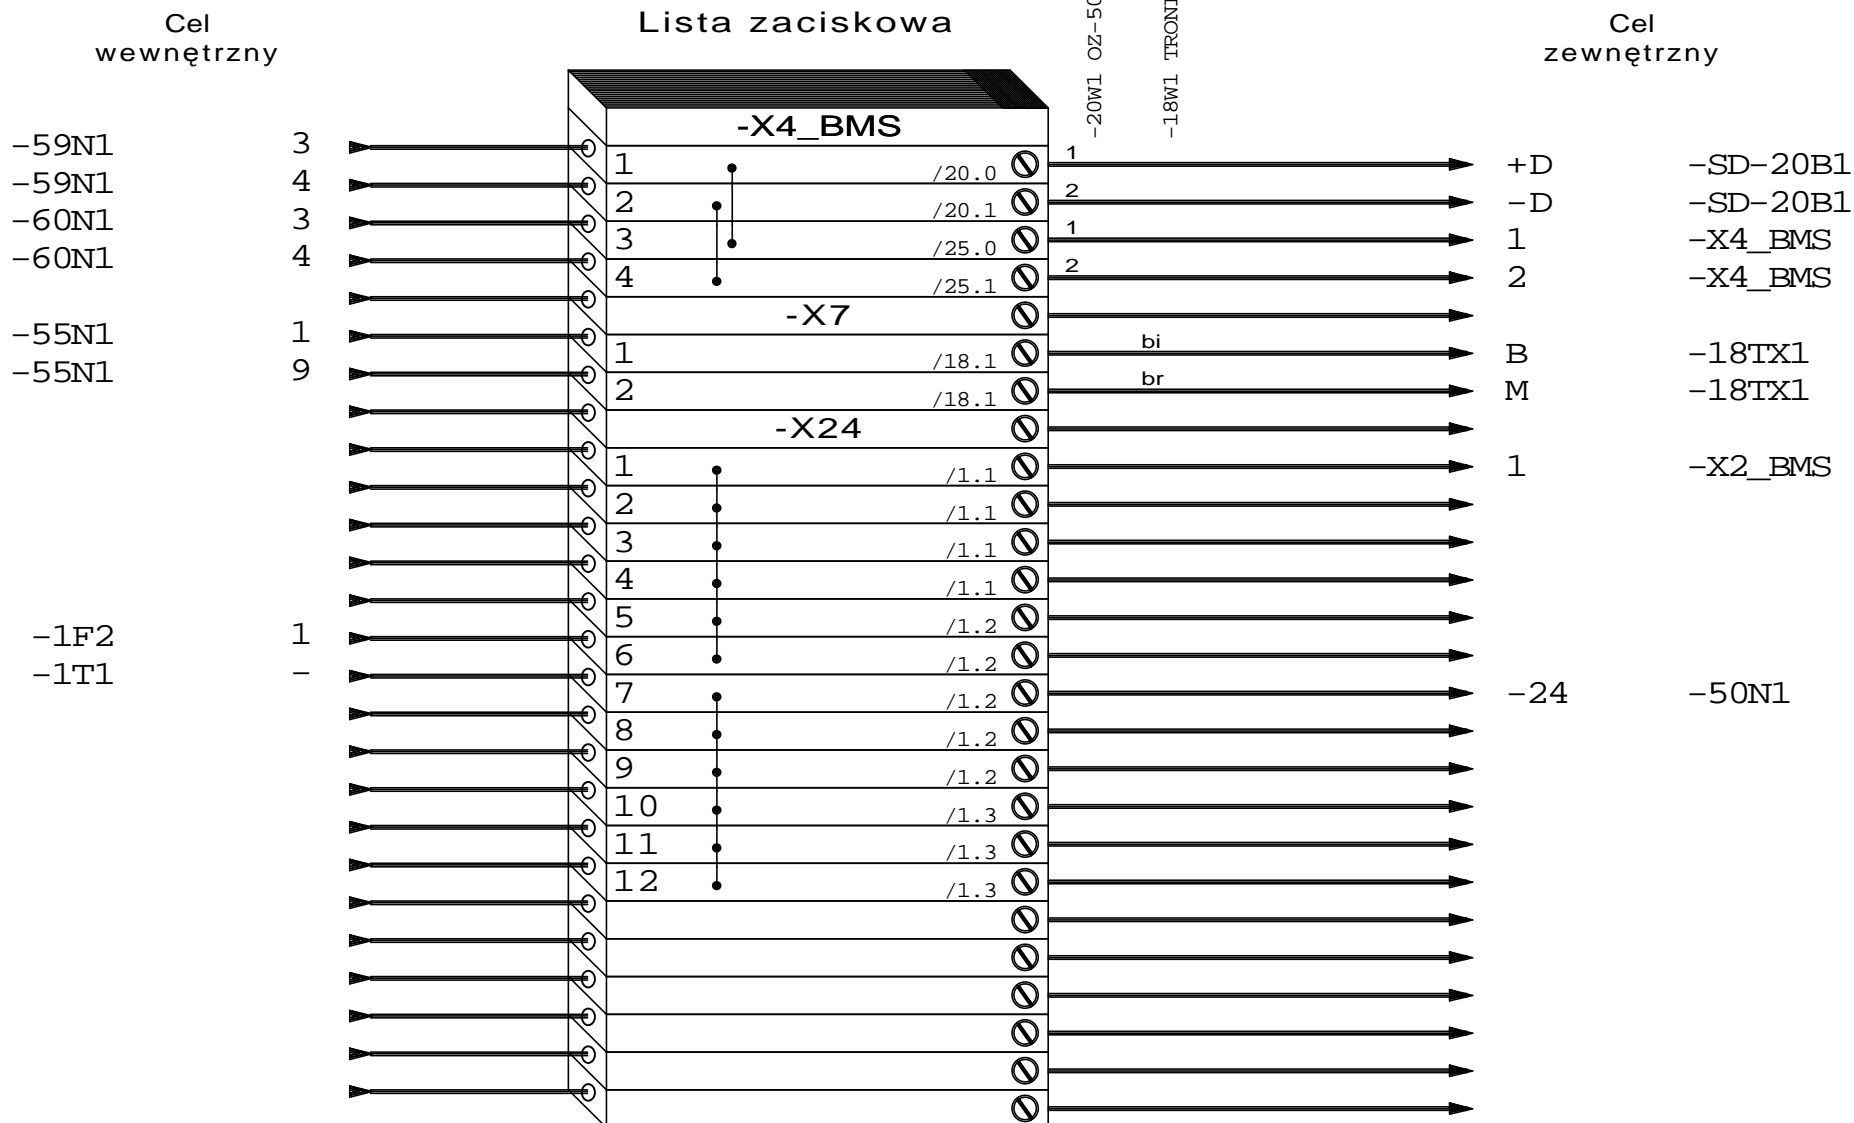 Cel
wewnętrzny
Lista zaciskowa
Cel
zewnętrzny
-20W1
-18W1
-X4_BMS
-59N1 3 1 /20.0 1 +D -SD-20B1
-59N1 4 2 /20.1 2 -D -SD-20B1
-60N1 3 3 /25.0 1 1 -X4_BMS
-60N1 4 4 /25.1 2 2 -X4_BMS
-X7
-55N1 1 1 /18.1 bi B -18TX1
-55N1 9 2 /18.1 br M -18TX1
-X24
1 /1.1 1 -X2_BMS
2 /1.1
3 /1.1
4 /1.1
-1F2 1 5 /1.2
-1T1 - 6 /1.2
7 /1.2 -24 -50N1
8 /1.2
9 /1.2
10 /1.3
11 /1.3
12 /1.3